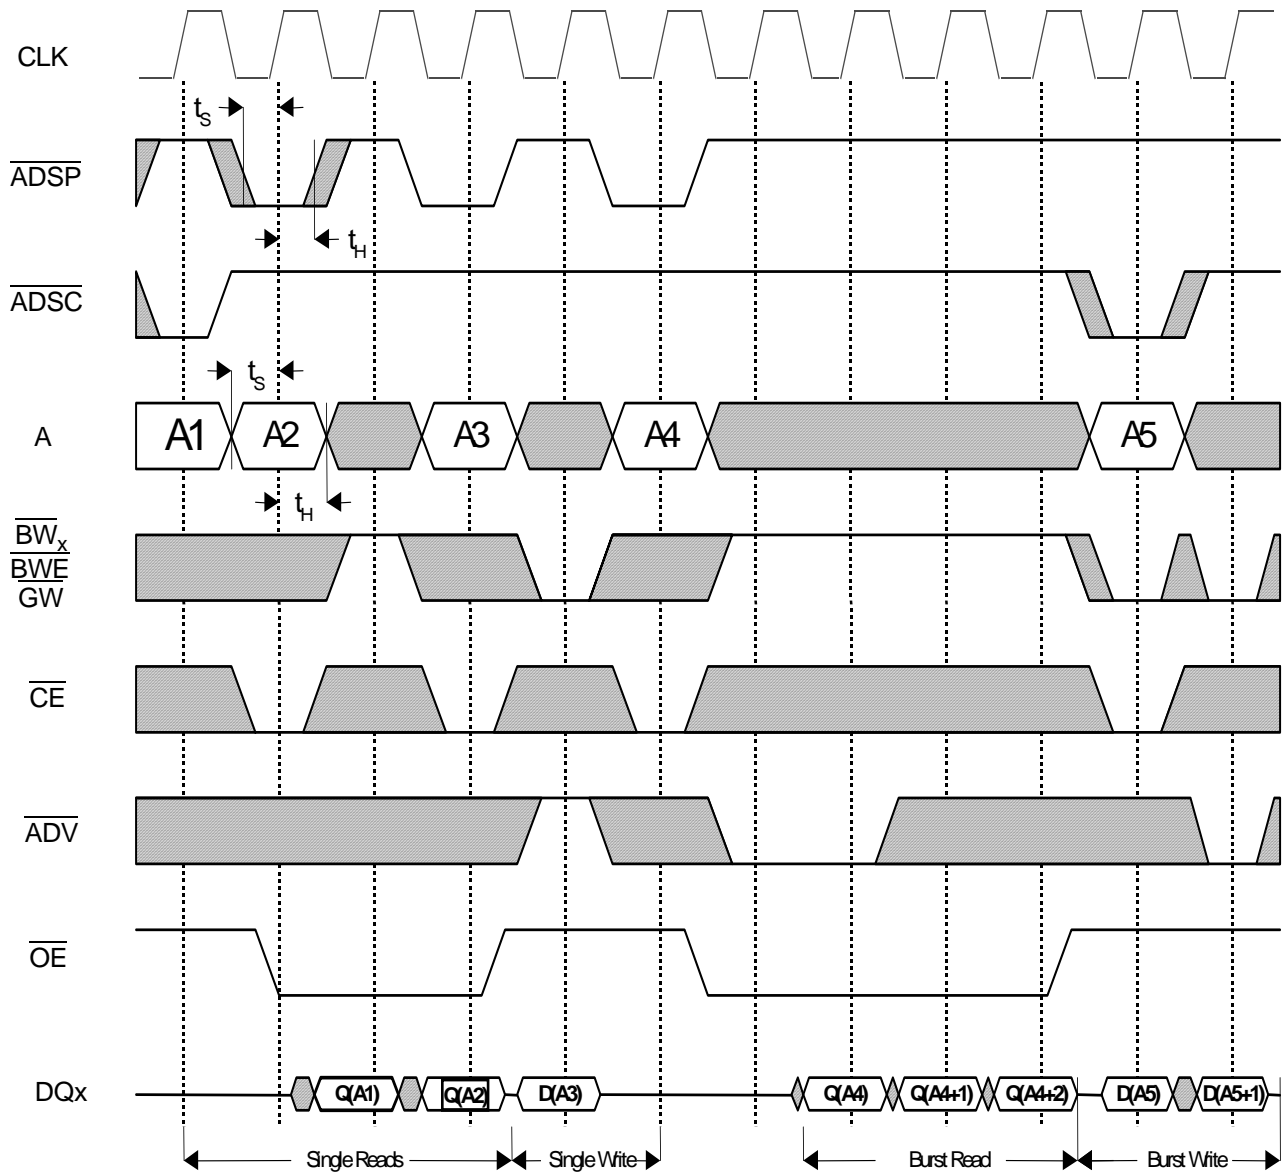 CLK
tS
ADSP
tH
ADSC
tS
A
A1
A2
A3
A4
A5
tH
BWx
BWE
GW
CE
ADV
OE
DQx
Q(A1)
Q(A2)
D(A3)
Q(A4)
Q(A4+1)
Q(A4+2)
D(A5)
D(A5+1)
Single Reads
Single Write
Burst Read
Burst Write